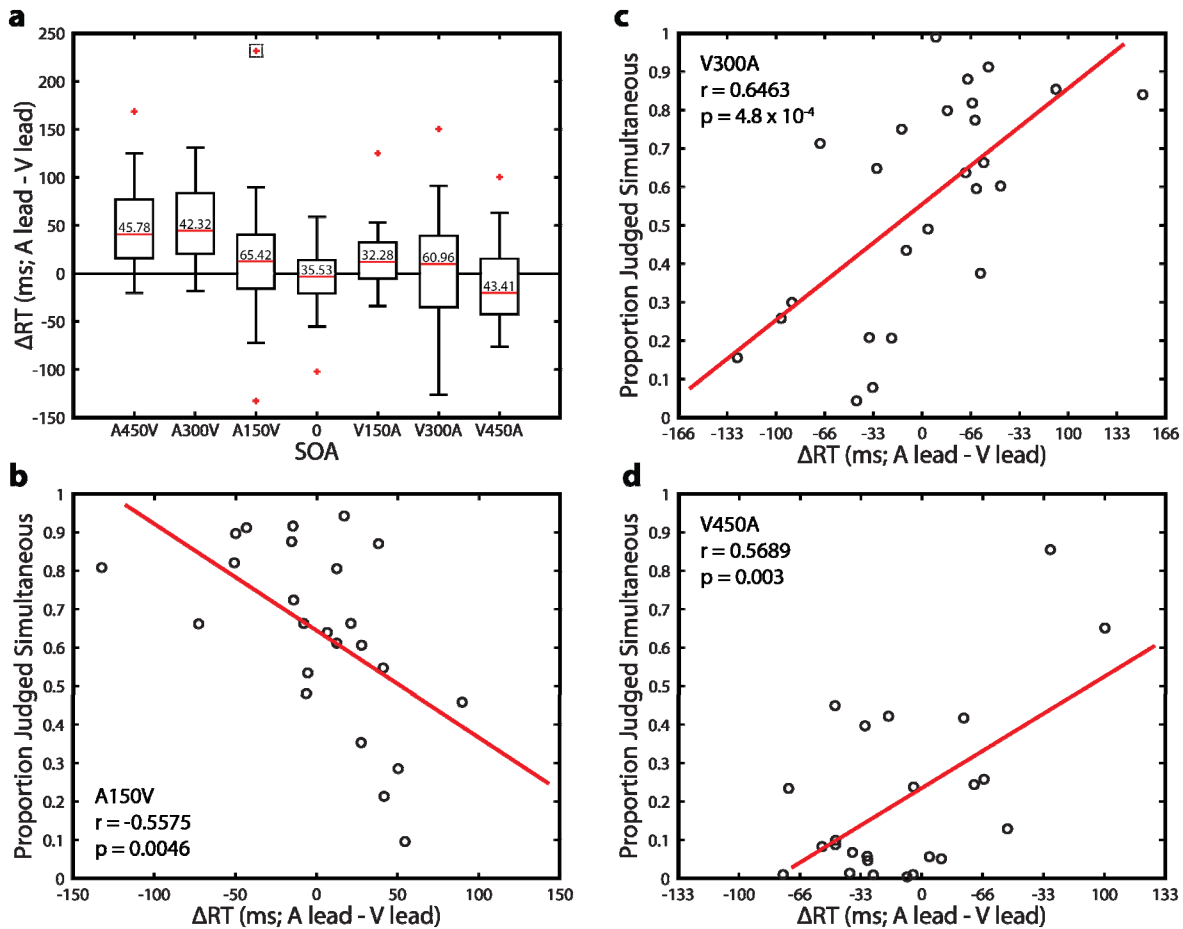 a
250
200
150
100
50
0
-50
-100
-150
ΔRT (ms; A lead - V lead)
45.78
42.32
65.42
35.53
32.28
60.96
43.41
A450V A300V A150V 0 V150A V300A V450A
SOA
b
1
0.9
0.8
0.7
0.6
0.5
0.4
0.3
0.2
0.1
0
Proportion Judged Simultaneous
A150V
r = -0.5575
p = 0.0046
-150 -100 -50 0 50 100 150
ΔRT (ms; A lead - V lead)
c
1
0.9
0.8
0.7
0.6
0.5
0.4
0.3
0.2
0.1
0
Proportion Judged Simultaneous
V300A
r = 0.6463
p = 4.8 x 10⁻⁴
-166 -133 -100 -66 -33 0 -66 -33 100 133 166
ΔRT (ms; A lead - V lead)
d
1
0.9
0.8
0.7
0.6
0.5
0.4
0.3
0.2
0.1
0
Proportion Judged Simultaneous
V450A
r = 0.5689
p = 0.003
-133 -100 -66 -33 0 -66 -33 100 133
ΔRT (ms; A lead - V lead)